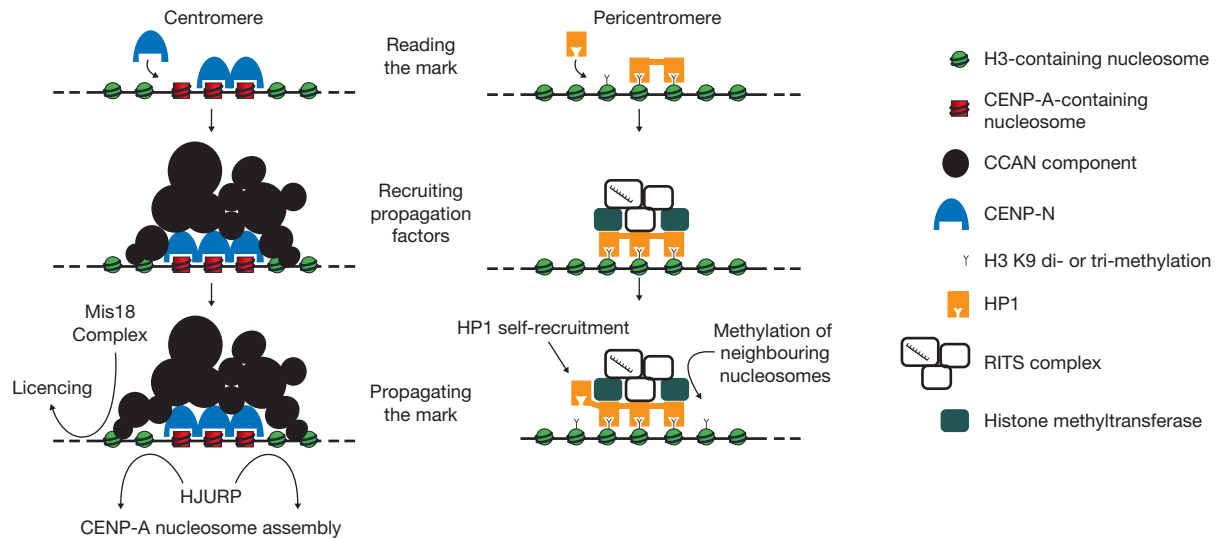 Centromere
Reading
the mark
Pericentromere
Recruiting
propagation
factors
Mis18
Complex
Licencing
Propagating
the mark
HP1 self-recruitment
Methylation of
neighbouring
nucleosomes
HJURP
CENP-A nucleosome assembly
H3-containing nucleosome
CENP-A-containing
nucleosome
CCAN component
CENP-N
H3 K9 di- or tri-methylation
HP1
RITS complex
Histone methyltransferase